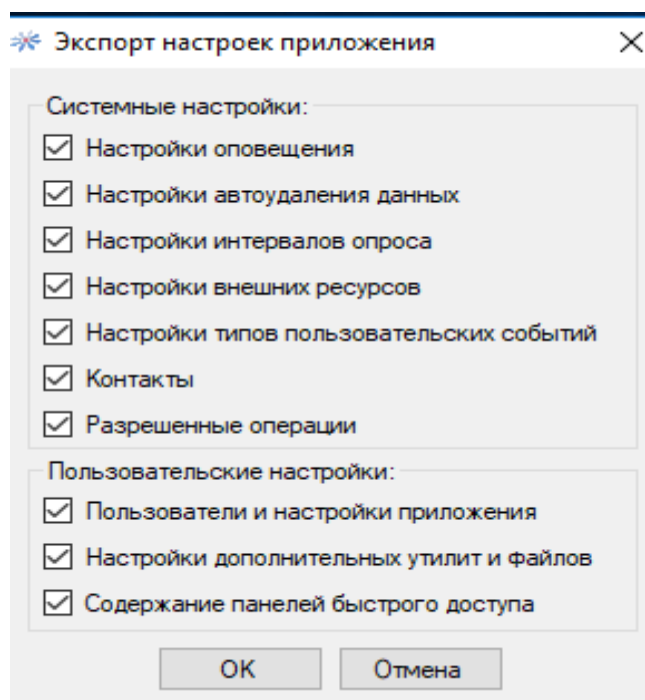 Экспорт настроек приложения
Системные настройки:
Настройки оповещения
Настройки автоудаления данных
Настройки интервалов опроса
Настройки внешних ресурсов
Настройки типов пользовательских событий
Контакты
Разрешенные операции
Пользовательские настройки:
Пользователи и настройки приложения
Настройки дополнительных утилит и файлов
Содержание панелей быстрого доступа
OK Отмена